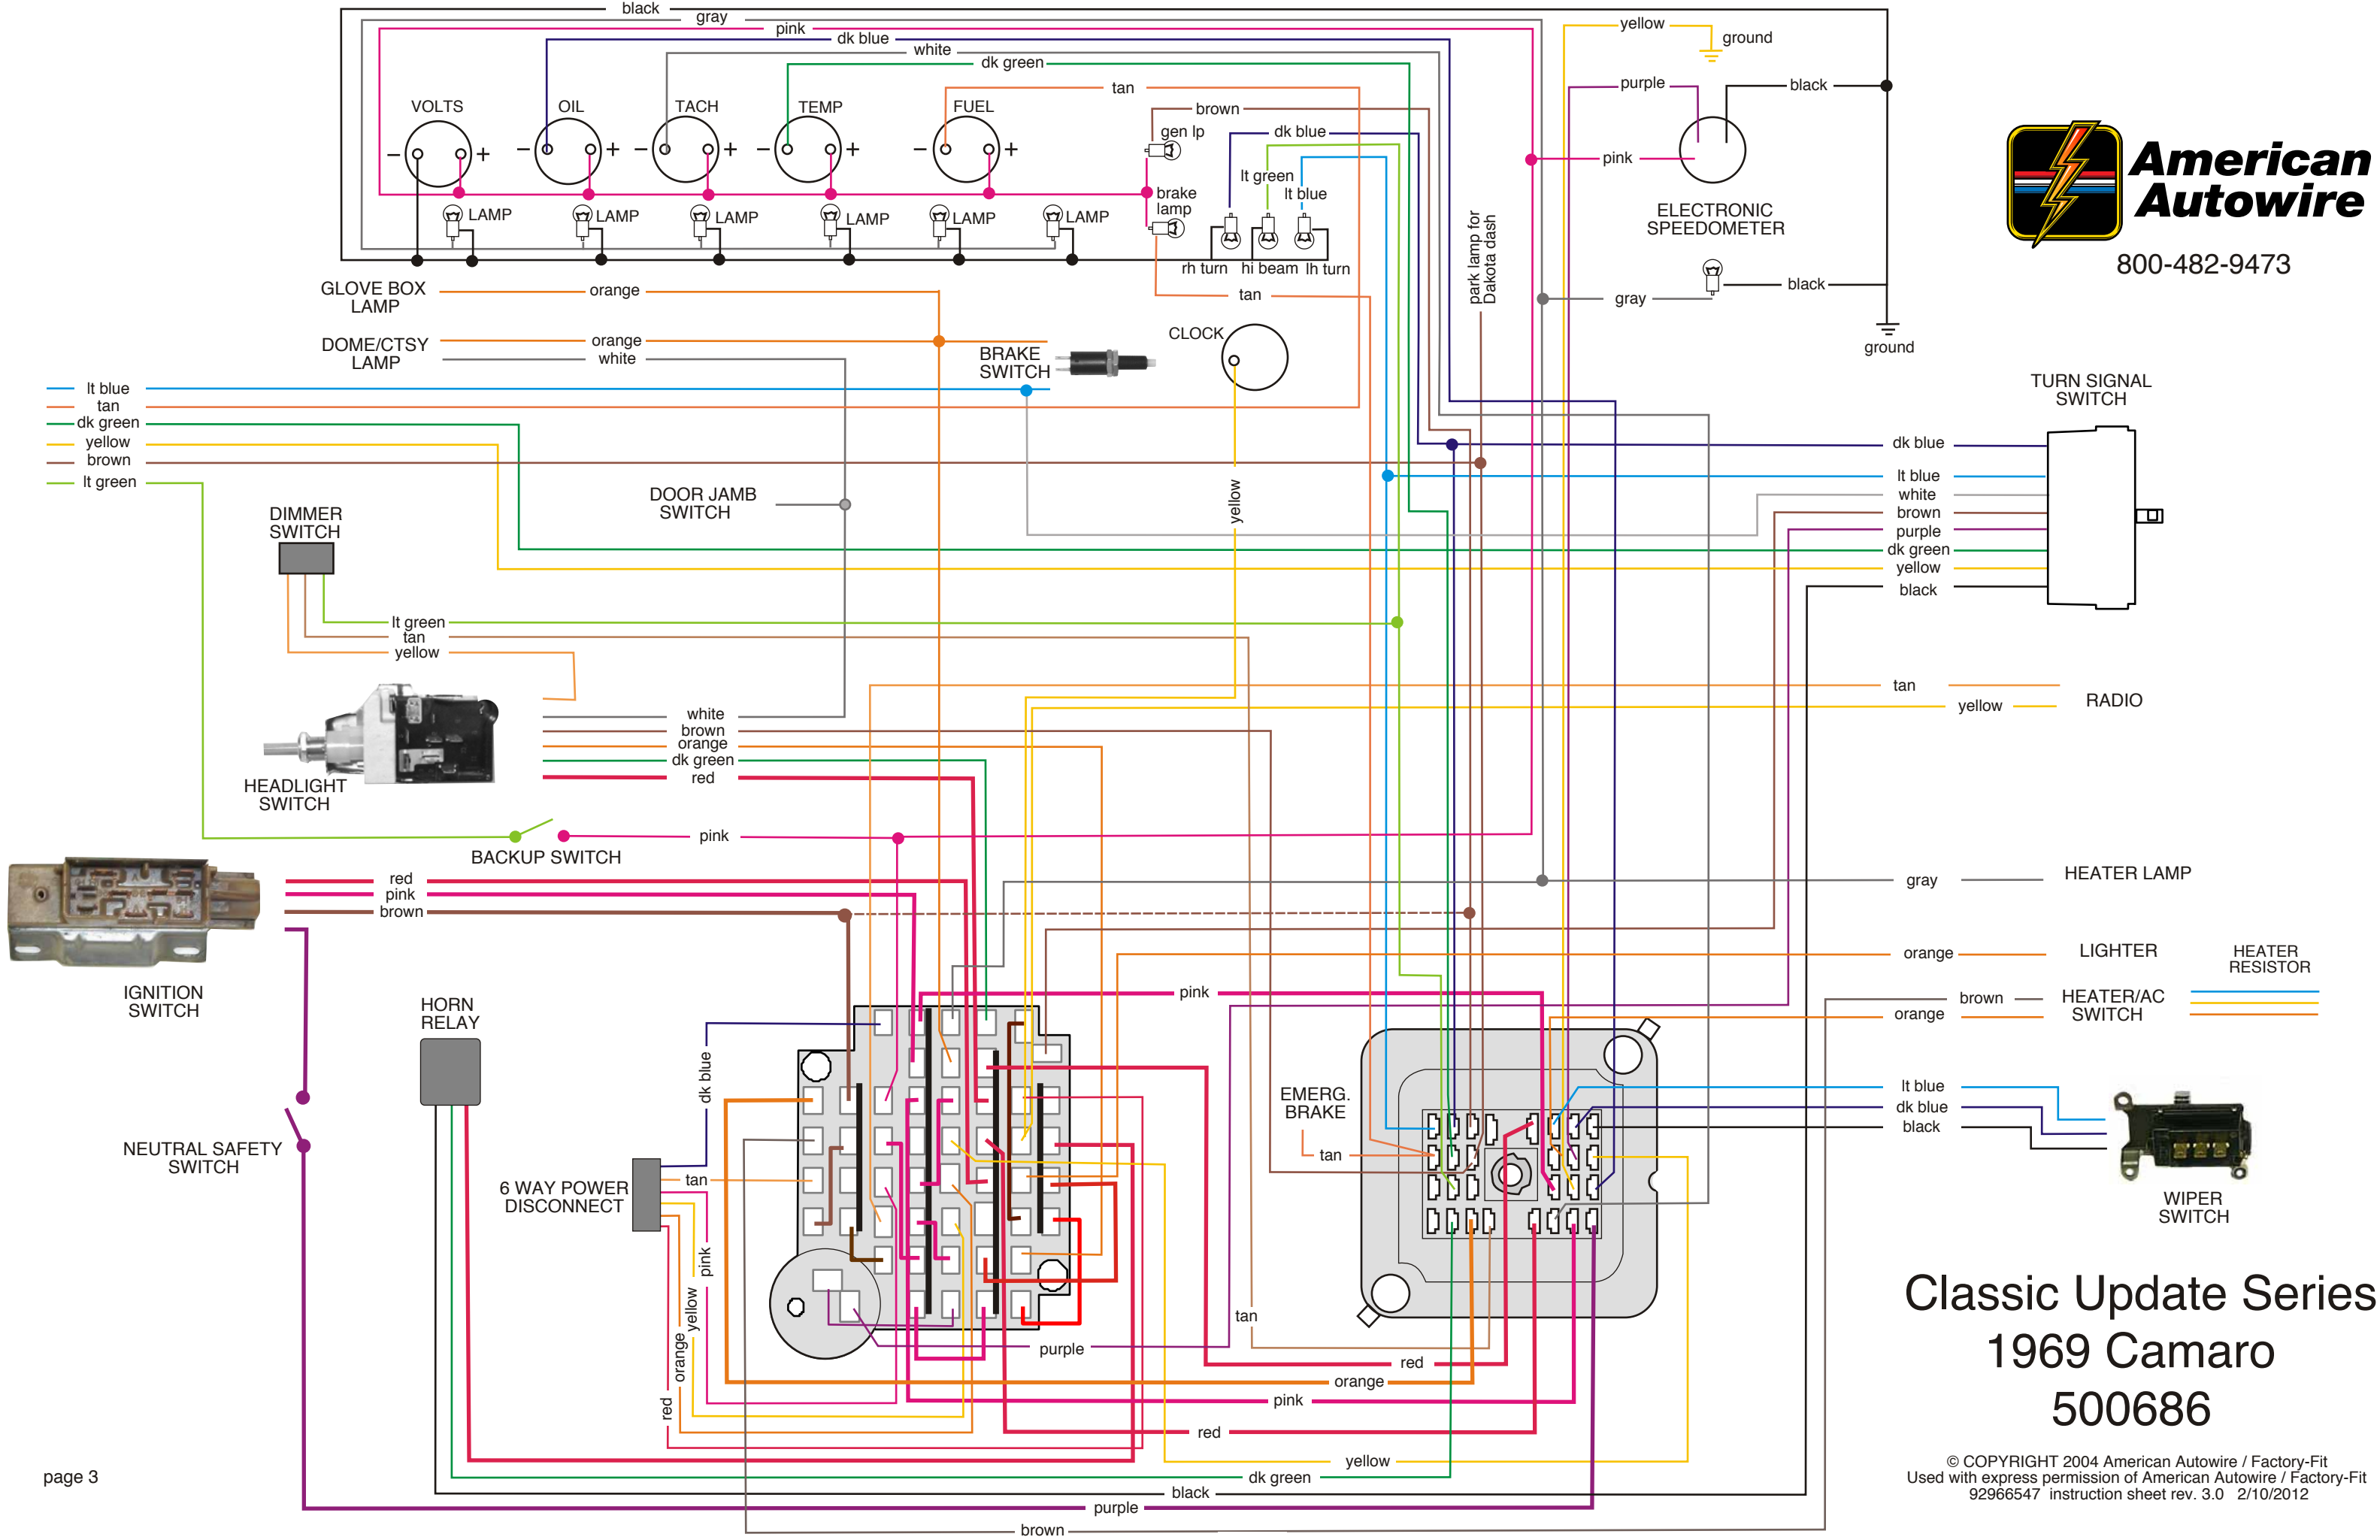 black
gray
pink
dk blue
white
dk green
tan
brown
yellow
ground
purple
black
VOLTS
OIL
TACH
TEMP
FUEL
gen lp
dk blue
lt green
lt blue
pink
− +
− +
− +
− +
− +
brake
lamp
LAMP
LAMP
LAMP
LAMP
LAMP
LAMP
rh turn
hi beam
lh turn
tan
park lamp for
Dakota dash
ELECTRONIC
SPEEDOMETER
black
gray
ground
American
Autowire
800-482-9473
GLOVE BOX
LAMP
orange
DOME/CTSY
LAMP
orange
white
BRAKE
SWITCH
CLOCK
TURN SIGNAL
SWITCH
lt blue
tan
dk green
yellow
brown
lt green
dk blue
lt blue
white
brown
purple
dk green
yellow
black
DOOR JAMB
SWITCH
yellow
DIMMER
SWITCH
lt green
tan
yellow
tan
yellow
RADIO
white
brown
orange
dk green
red
HEADLIGHT
SWITCH
pink
BACKUP SWITCH
red
pink
brown
IGNITION
SWITCH
gray
HEATER LAMP
orange
LIGHTER
HEATER
RESISTOR
brown
orange
HEATER/AC
SWITCH
HORN
RELAY
pink
dk blue
EMERG.
BRAKE
tan
lt blue
dk blue
black
WIPER
SWITCH
NEUTRAL SAFETY
SWITCH
6 WAY POWER
DISCONNECT
tan
pink
yellow
orange
red
tan
purple
red
orange
pink
red
yellow
dk green
black
purple
brown
Classic Update Series
1969 Camaro
500686
© COPYRIGHT 2004 American Autowire / Factory-Fit
Used with express permission of American Autowire / Factory-Fit
92966547 instruction sheet rev. 3.0 2/10/2012
page 3